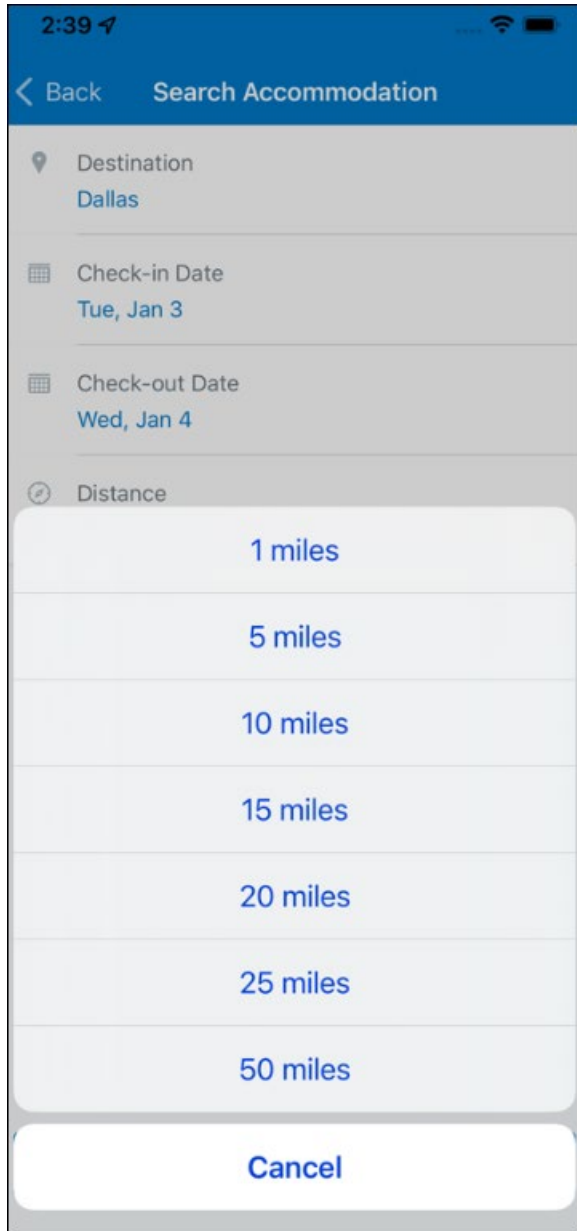 2:39
Back Search Accommodation
Destination
Dallas
Check-in Date
Tue, Jan 3
Check-out Date
Wed, Jan 4
Distance
1 miles
5 miles
10 miles
15 miles
20 miles
25 miles
50 miles
Cancel